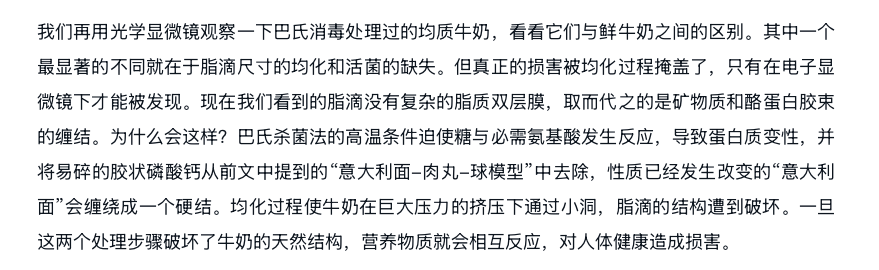 我们再用光学显微镜观察一下巴氏消毒处理过的均质牛奶，看看它们与鲜牛奶之间的区别。其中一个
最显著的不同就在于脂滴尺寸的均化和活菌的缺失。但真正的损害被均化过程掩盖了，只有在电子显
微镜下才能被发现。现在我们看到的脂滴没有复杂的脂质双层膜，取而代之的是矿物质和酪蛋白胶束
的缠结。为什么会这样？巴氏杀菌法的高温条件迫使糖与必需氨基酸发生反应，导致蛋白质变性，并
将易碎的胶状磷酸钙从前文中提到的“意大利面–肉丸–球模型”中去除，性质已经发生改变的“意大利
面”会缠绕成一个硬结。均化过程使牛奶在巨大压力的挤压下通过小洞，脂滴的结构遭到破坏。一旦
这两个处理步骤破坏了牛奶的天然结构，营养物质就会相互反应，对人体健康造成损害。